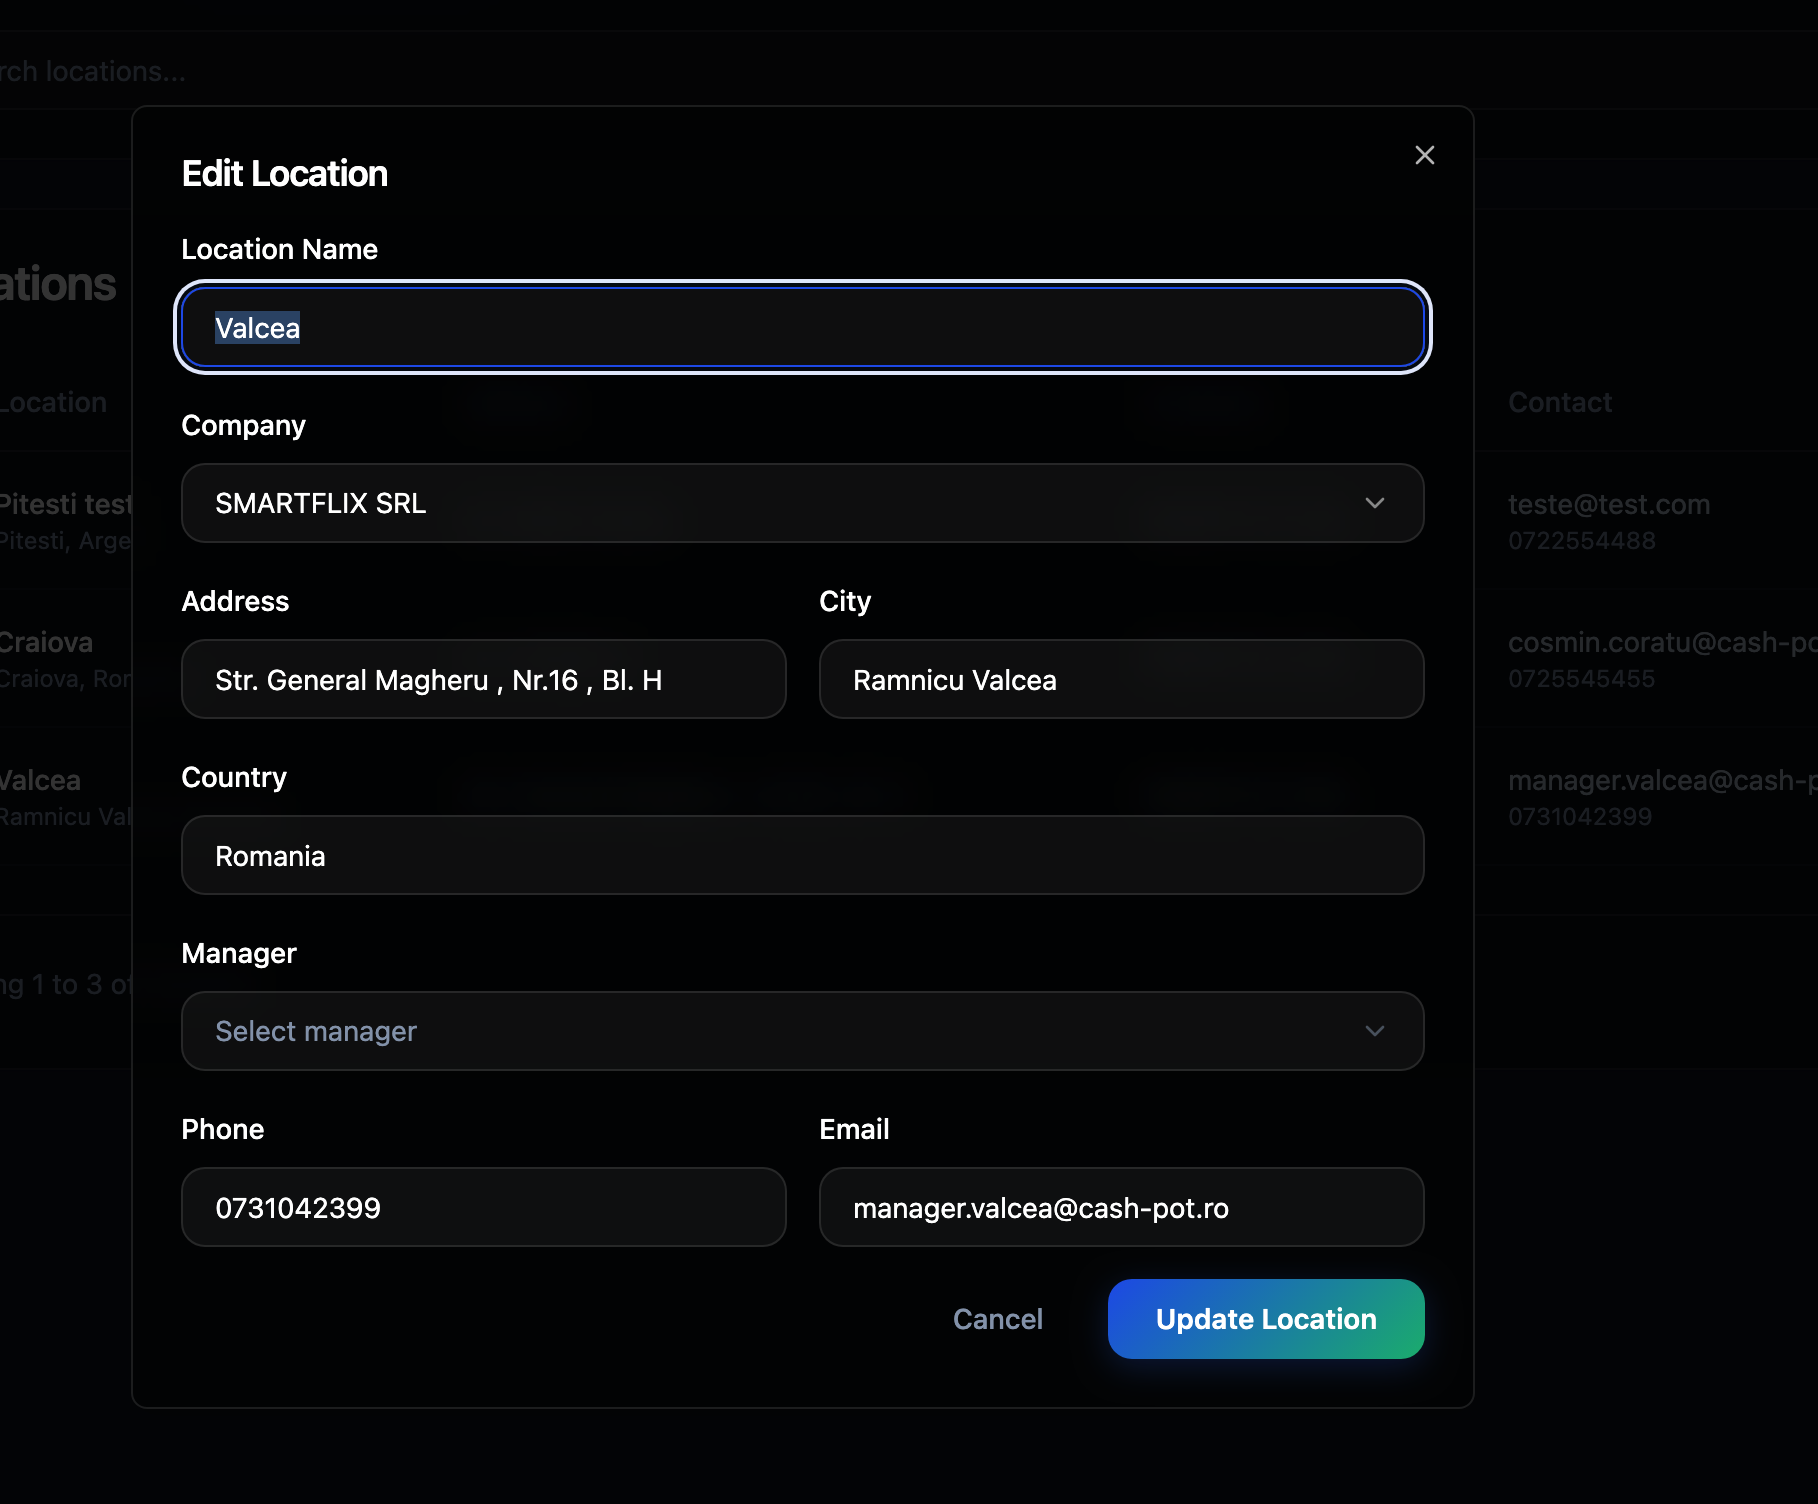 rch locations...
Edit Location
Location Name
ations
Valcea
Location
Contact
Company
SMARTFLIX SRL
Pitesti test
Pitesti, Arge
teste@test.com
0722554488
Address
City
Str. General Magheru , Nr.16 , Bl. H
Ramnicu Valcea
Craiova
Craiova, Ror
cosmin.coratu@cash-po
0725545455
Country
Romania
Valcea
Ramnicu Val
manager.valcea@cash-p
0731042399
Manager
Select manager
ng 1 to 3 of
Phone
Email
0731042399
manager.valcea@cash-pot.ro
Cancel
Update Location